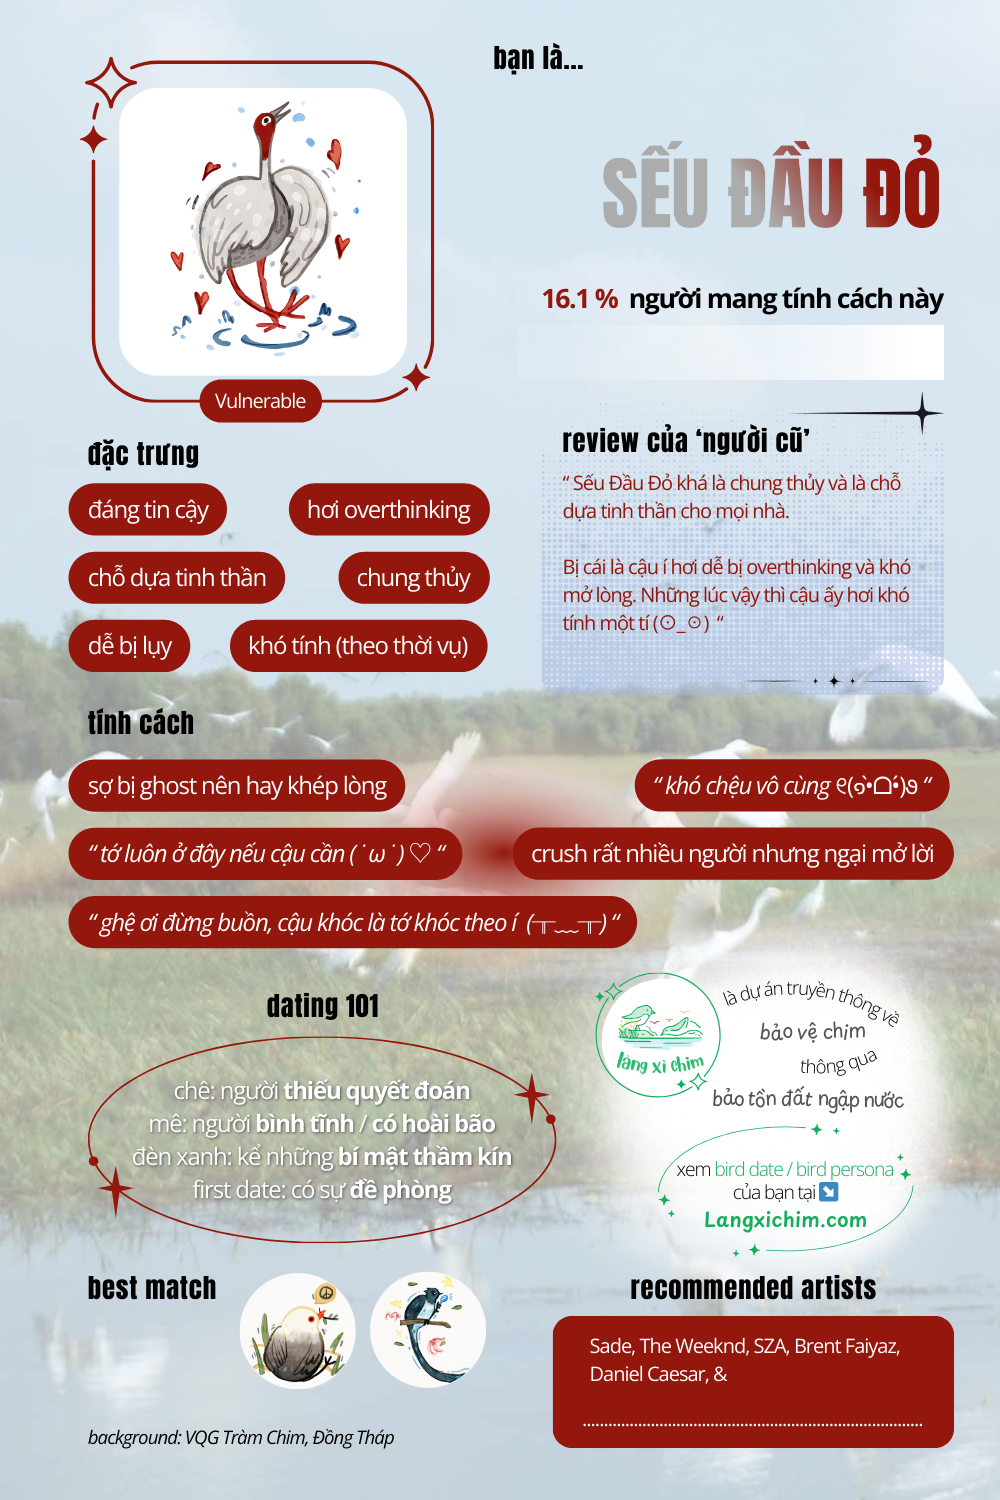 bạn là...
SẾU ĐẦU ĐỎ
16.1 % người mang tính cách này
Vulnerable
đặc trưng
đáng tin cậy
hơi overthinking
chỗ dựa tinh thần
chung thủy
dễ bị lụy
khó tính (theo thời vụ)
review của ‘người cũ’
“ Sếu Đầu Đỏ khá là chung thủy và là chỗ
dựa tinh thần cho mọi nhà.
Bị cái là cậu í hơi dễ bị overthinking và khó
mở lòng. Những lúc vậy thì cậu ấy hơi khó
tính một tí (⊙_⊙) “
tính cách
sợ bị ghost nên hay khép lòng
“ khó chệu vô cùng ୧(๑•̀ᗝ•́)૭ “
“ tớ luôn ở đây nếu cậu cần ( ˙ω˙ ) ♡ “
crush rất nhiều người nhưng ngại mở lời
“ ghệ ơi đừng buồn, cậu khóc là tớ khóc theo í (╥﹏╥) “
dating 101
chê: người thiếu quyết đoán
mê: người bình tĩnh / có hoài bão
đèn xanh: kể những bí mật thầm kín
first date: có sự đề phòng
làng xì chim
là dự án truyền thông về
bảo vệ chim
thông qua
bảo tồn đất ngập nước
xem bird date / bird persona
của bạn tại ↘
Langxichim.com
best match
recommended artists
Sade, The Weeknd, SZA, Brent Faiyaz,
Daniel Caesar, &
background: VQG Tràm Chim, Đồng Tháp